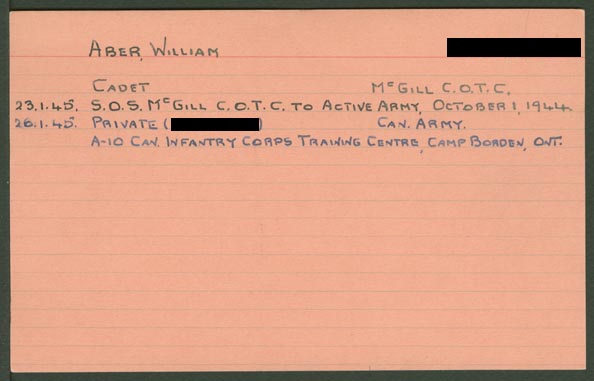 ABER, WILLIAM
CADET McGILL C.O.T.C.
23.1.45. S.O.S. McGILL C.O.T.C. TO ACTIVE ARMY, OCTOBER 1, 1944.
26.1.45. PRIVATE ( ) CAN. ARMY.
A-10 CAN. INFANTRY CORPS TRAINING CENTRE, CAMP BORDEN, ONT.